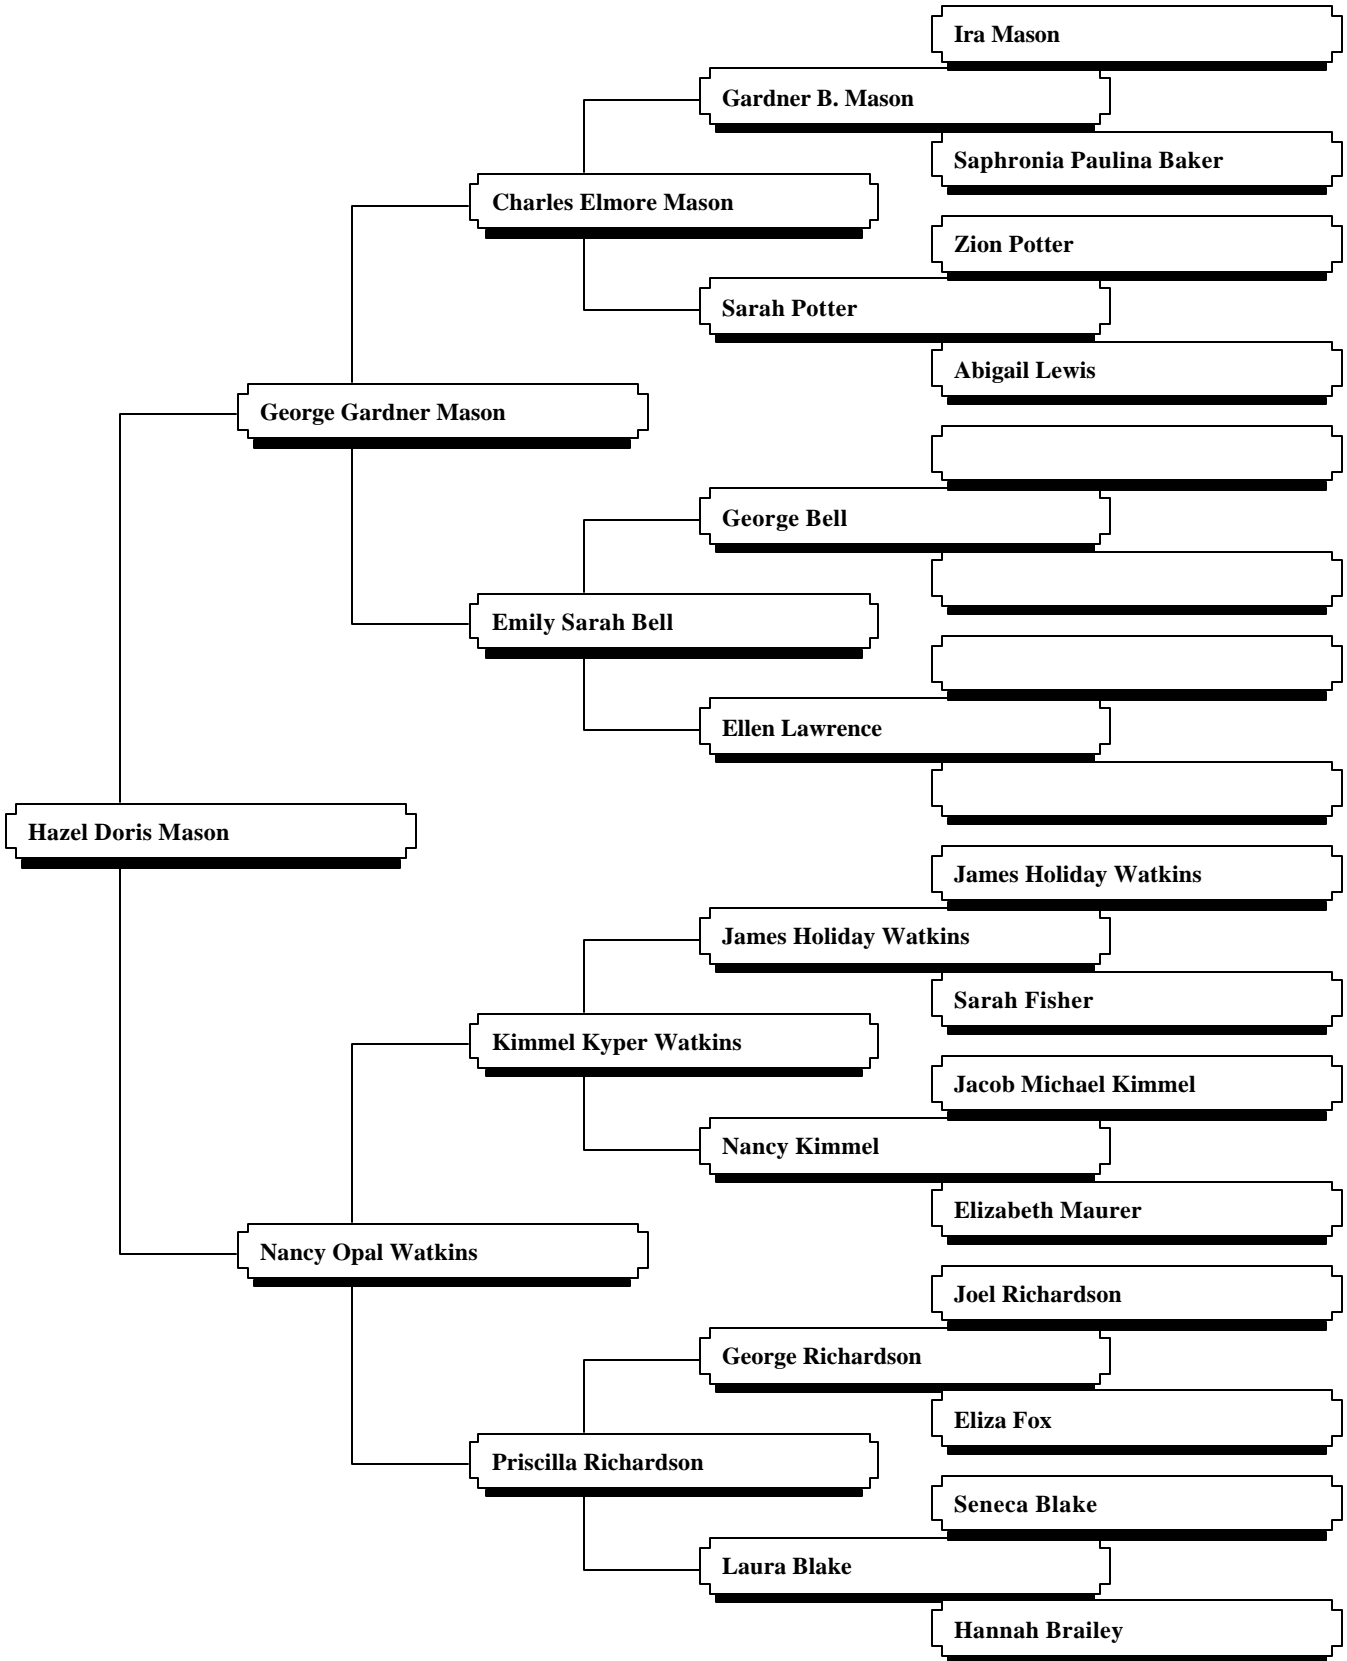 Ira Mason
Gardner B. Mason
Saphronia Paulina Baker
Charles Elmore Mason
Zion Potter
Sarah Potter
Abigail Lewis
George Gardner Mason
George Bell
Emily Sarah Bell
Ellen Lawrence
Hazel Doris Mason
James Holiday Watkins
James Holiday Watkins
Sarah Fisher
Kimmel Kyper Watkins
Jacob Michael Kimmel
Nancy Kimmel
Elizabeth Maurer
Nancy Opal Watkins
Joel Richardson
George Richardson
Eliza Fox
Priscilla Richardson
Seneca Blake
Laura Blake
Hannah Brailey